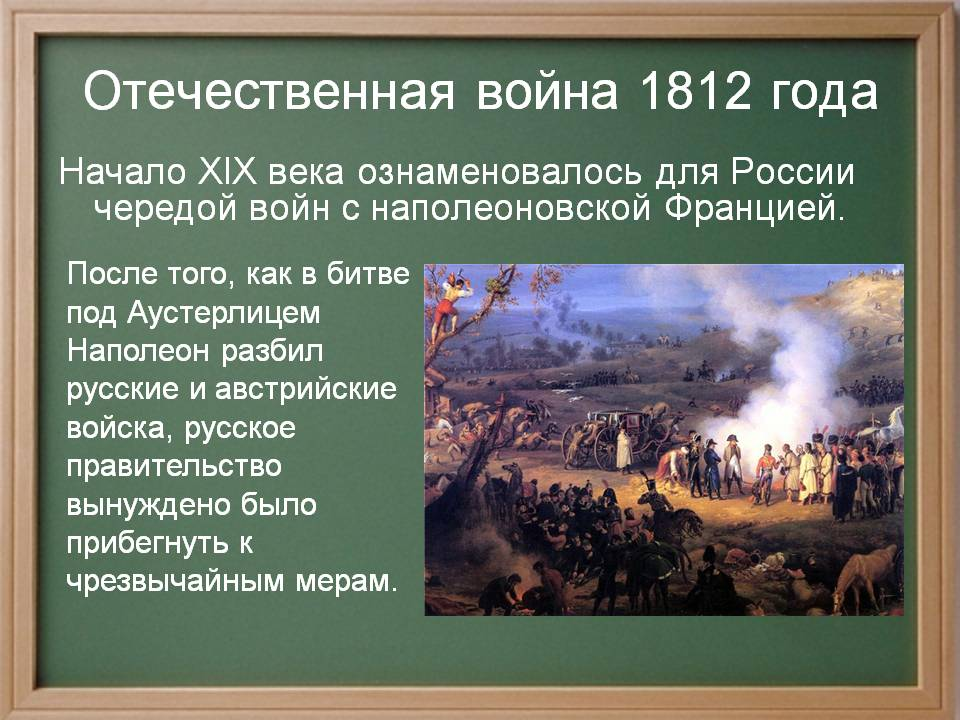 Отечественная война 1812 года
Начало XIX века ознаменовалось для России
чередой войн с наполеоновской Францией.
После того, как в битве
под Аустерлицем
Наполеон разбил
русские и австрийские
войска, русское
правительство
вынуждено было
прибегнуть к
чрезвычайным мерам.